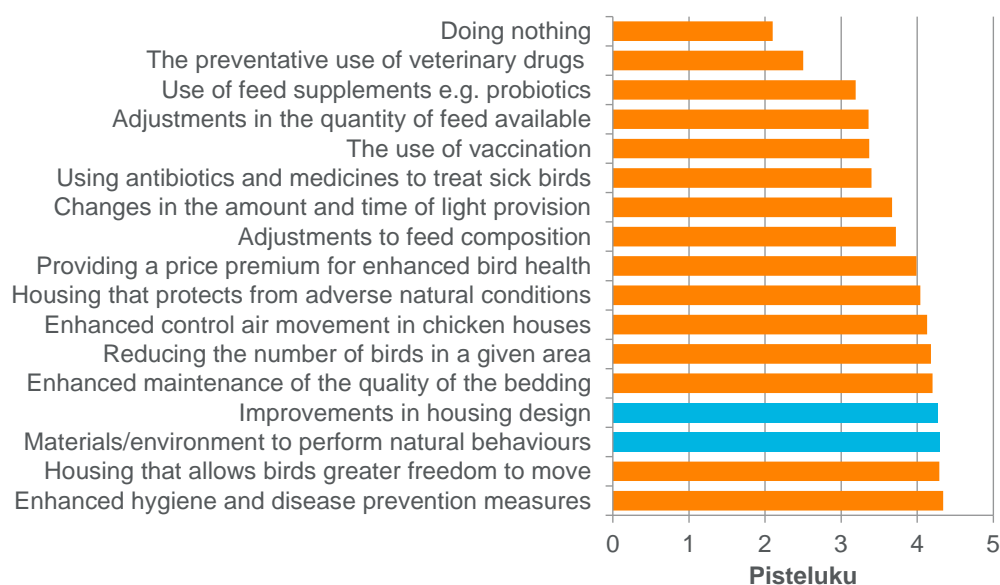 Doing nothing
The preventative use of veterinary drugs
Use of feed supplements e.g. probiotics
Adjustments in the quantity of feed available
The use of vaccination
Using antibiotics and medicines to treat sick birds
Changes in the amount and time of light provision
Adjustments to feed composition
Providing a price premium for enhanced bird health
Housing that protects from adverse natural conditions
Enhanced control air movement in chicken houses
Reducing the number of birds in a given area
Enhanced maintenance of the quality of the bedding
Improvements in housing design
Materials/environment to perform natural behaviours
Housing that allows birds greater freedom to move
Enhanced hygiene and disease prevention measures
0 1 2 3 4 5
Pisteluku